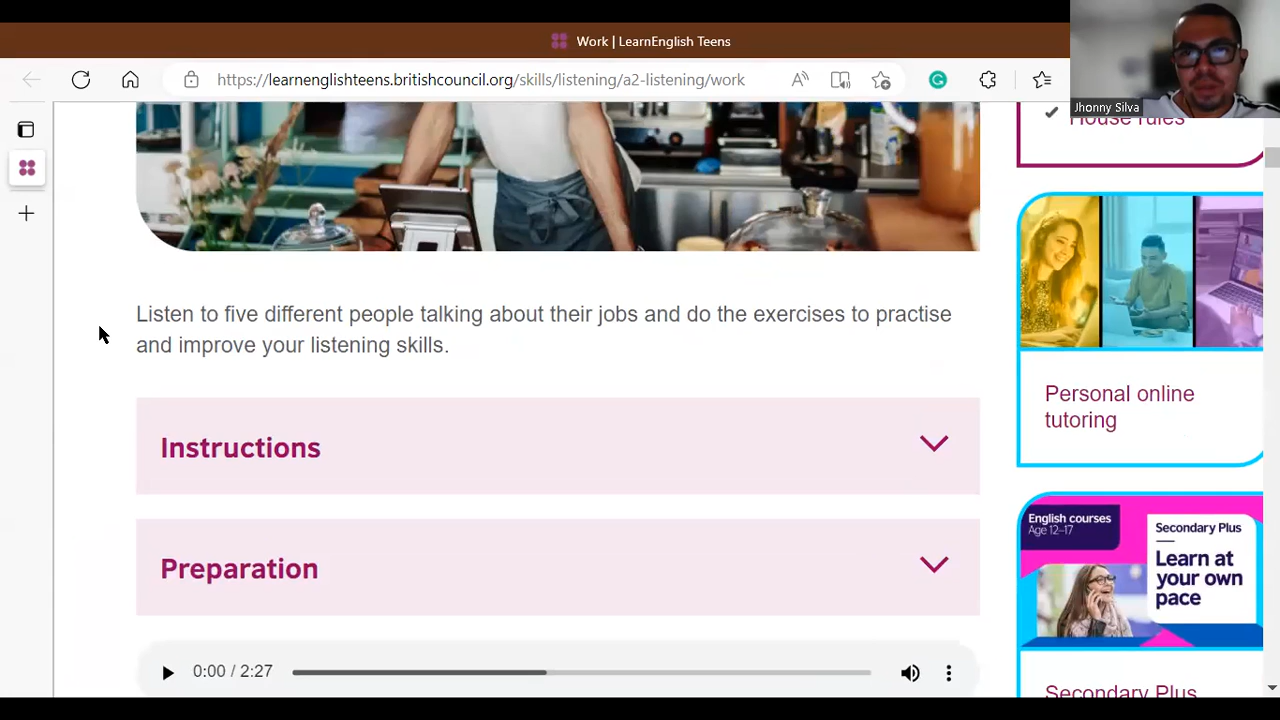 Work | LearnEnglish Teens
https://learnenglishteens.britishcouncil.org/skills/listening/a2-listening/work
Jhonny Silva
House rules
Listen to five different people talking about their jobs and do the exercises to practise
and improve your listening skills.
Instructions
Preparation
0:00 / 2:27
Personal online
tutoring
English courses
Age 12–17
Secondary Plus
Learn at
your own
pace
Secondary Plus